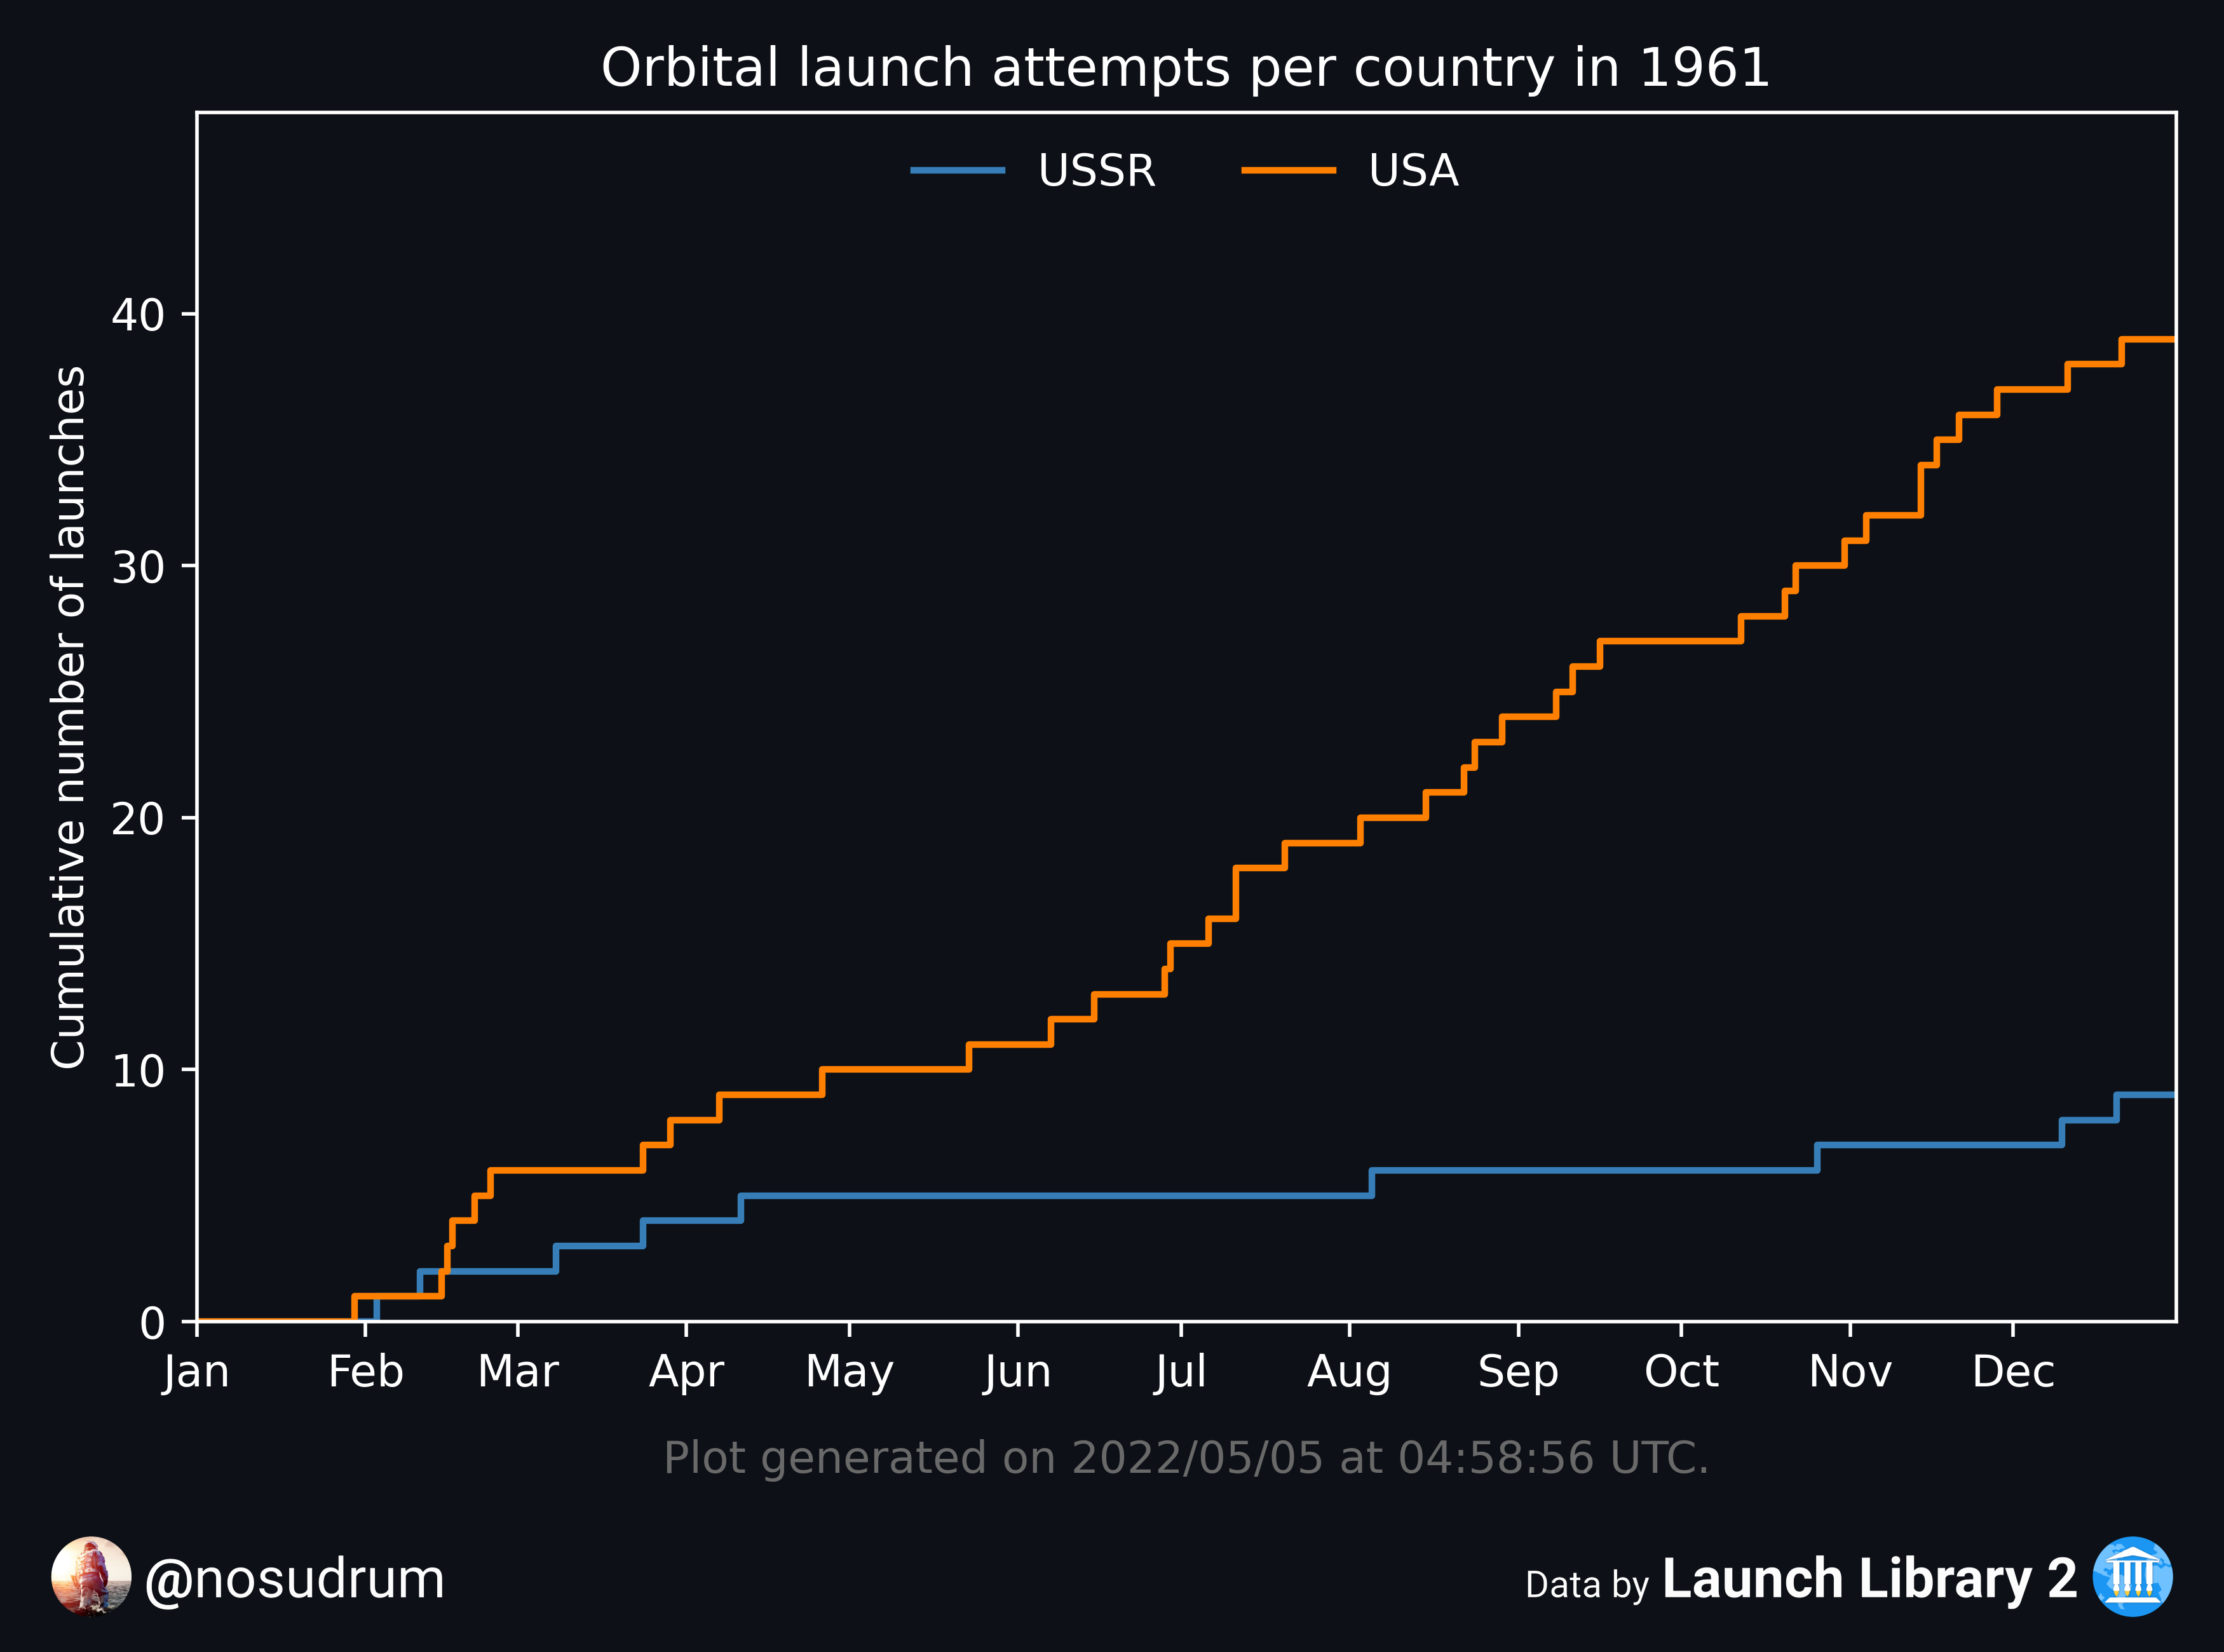 Orbital launch attempts per country in 1961
USSR
USA
Cumulative number of launches
40
30
20
10
0
Jan Feb Mar Apr May Jun Jul Aug Sep Oct Nov Dec
Plot generated on 2022/05/05 at 04:58:56 UTC.
@nosudrum
Data by Launch Library 2